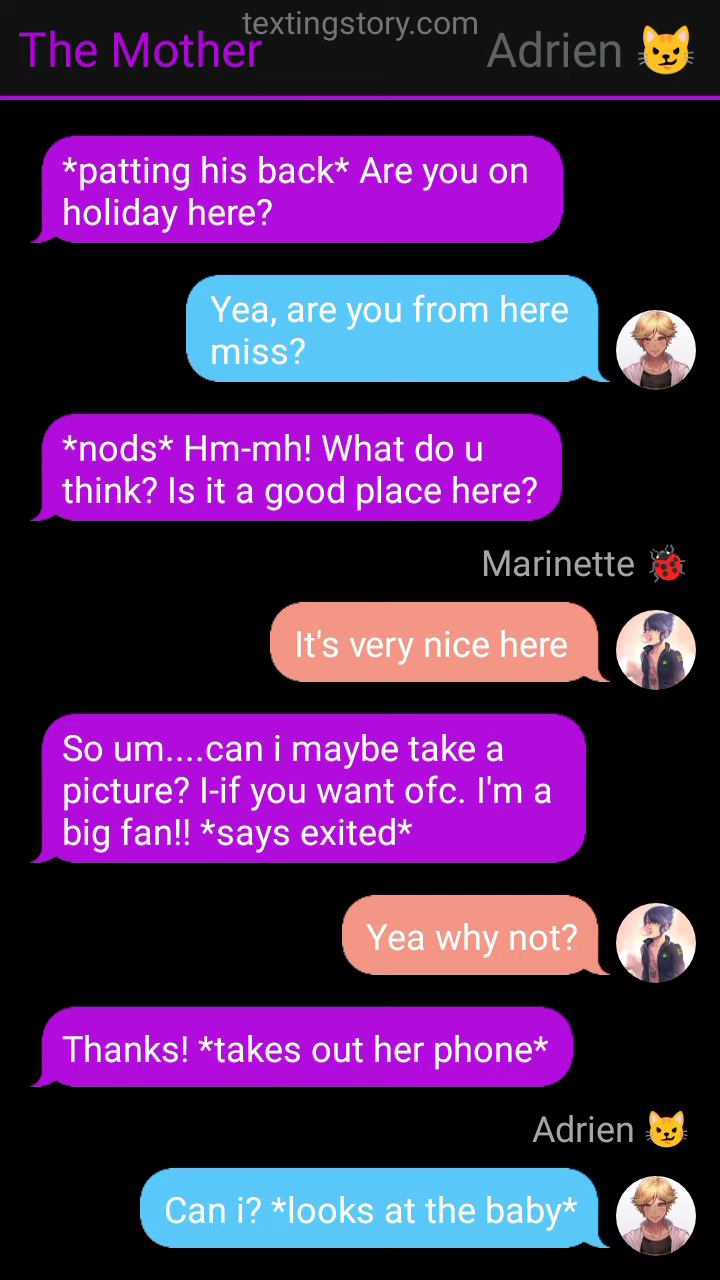 textingstory.com
The Mother
Adrien 😼
*patting his back* Are you on
holiday here?
Yea, are you from here
miss?
*nods* Hm-mh! What do u
think? Is it a good place here?
Marinette 🐞
It's very nice here
So um....can i maybe take a
picture? I-if you want ofc. I'm a
big fan!! *says exited*
Yea why not?
Thanks! *takes out her phone*
Adrien 😼
Can i? *looks at the baby*